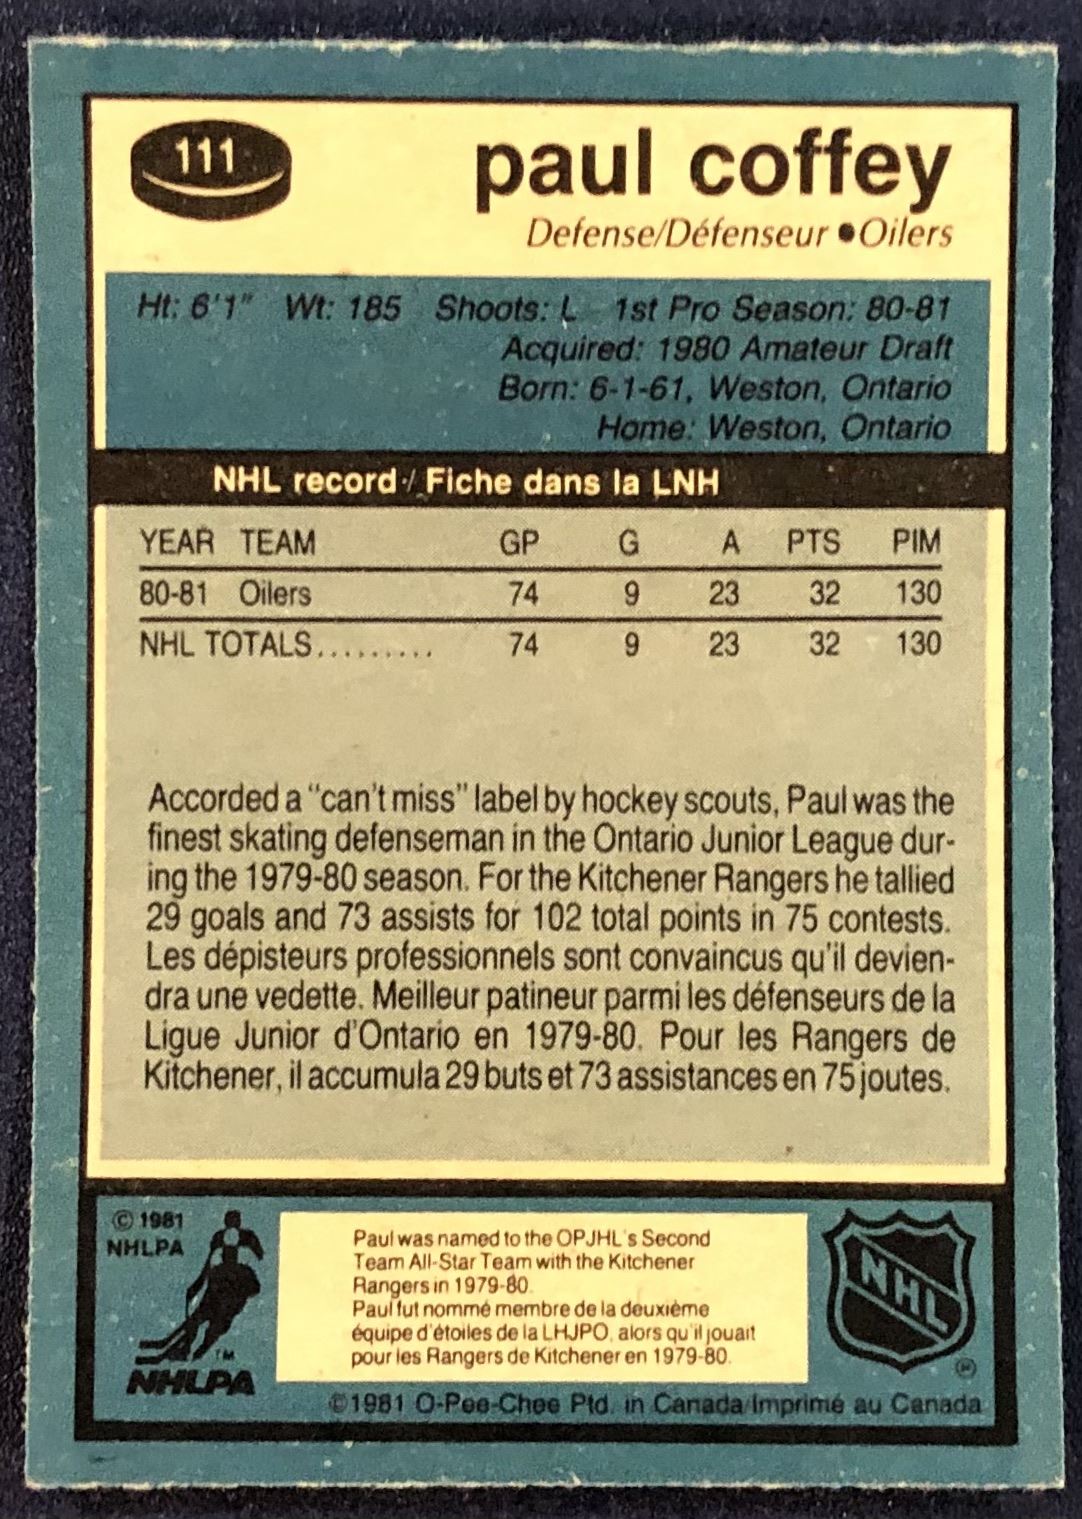 111
paul coffey
Defense/Défenseur ● Oilers
Ht: 6'1" Wt: 185 Shoots: L 1st Pro Season: 80-81
Acquired: 1980 Amateur Draft
Born: 6-1-61, Weston, Ontario
Home: Weston, Ontario
NHL record / Fiche dans la LNH
YEAR TEAM GP G A PTS PIM
80-81 Oilers 74 9 23 32 130
NHL TOTALS......... 74 9 23 32 130
Accorded a "can't miss" label by hockey scouts, Paul was the
finest skating defenseman in the Ontario Junior League dur-
ing the 1979-80 season. For the Kitchener Rangers he tallied
29 goals and 73 assists for 102 total points in 75 contests.
Les dépisteurs professionnels sont convaincus qu'il devien-
dra une vedette. Meilleur patineur parmi les défenseurs de la
Ligue Junior d'Ontario en 1979-80. Pour les Rangers de
Kitchener, il accumula 29 buts et 73 assistances en 75 joutes.
© 1981
NHLPA
TM
NHLPA
Paul was named to the OPJHL's Second
Team All-Star Team with the Kitchener
Rangers in 1979-80.
Paul fut nommé membre de la deuxième
équipe d'étoiles de la LHJPO, alors qu'il jouait
pour les Rangers de Kitchener en 1979-80.
NHL
®
©1981 O-Pee-Chee Ptd. in Canada/Imprimé au Canada